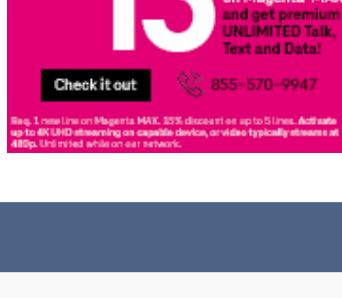 15
on Magenta MAX
and get premium
UNLIMITED Talk,
Text and Data!
Check it out
855-570-9947
Req. 1 new line on Magenta MAX. 15% discount on up to 5 lines. Activate
up to 4K UHD streaming on capable device, or video typically streams at
480p. Unlimited while on our network.